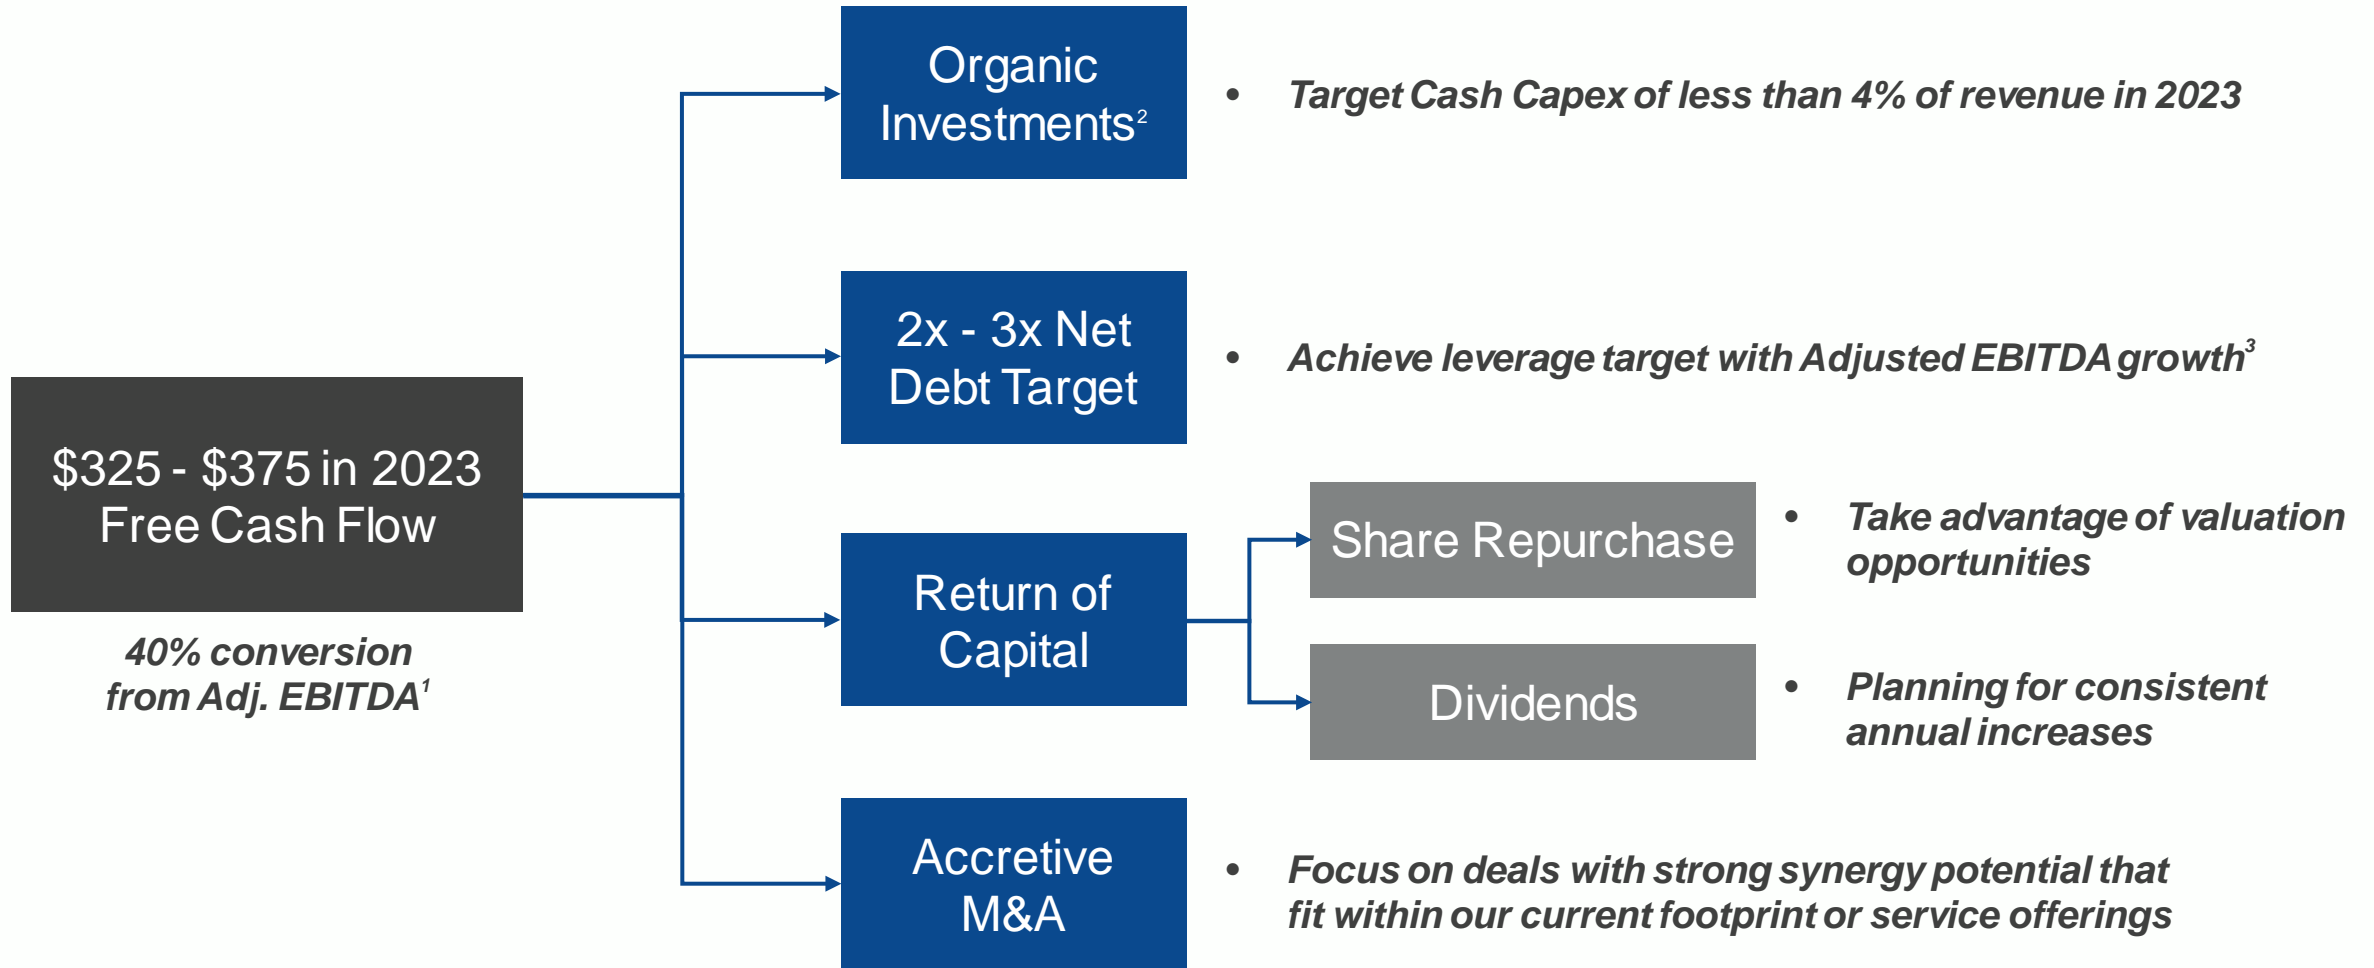 Organic
Investments²
• Target Cash Capex of less than 4% of revenue in 2023
2x - 3x Net
Debt Target
• Achieve leverage target with Adjusted EBITDA growth³
$325 - $375 in 2023
Free Cash Flow
40% conversion
from Adj. EBITDA¹
Return of
Capital
Share Repurchase
• Take advantage of valuation
opportunities
Dividends
• Planning for consistent
annual increases
Accretive
M&A
• Focus on deals with strong synergy potential that
fit within our current footprint or service offerings